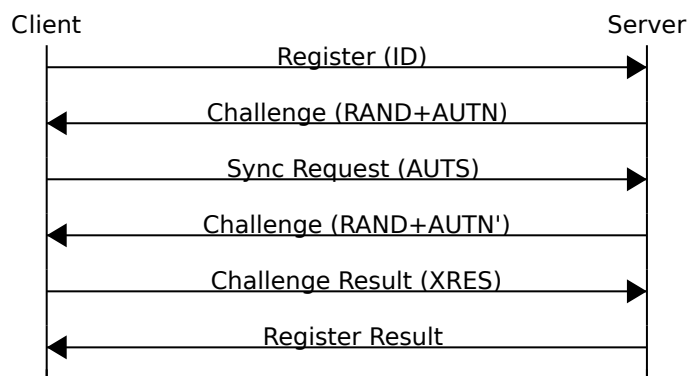 Client Server
Register (ID)
Challenge (RAND+AUTN)
Sync Request (AUTS)
Challenge (RAND+AUTN')
Challenge Result (XRES)
Register Result